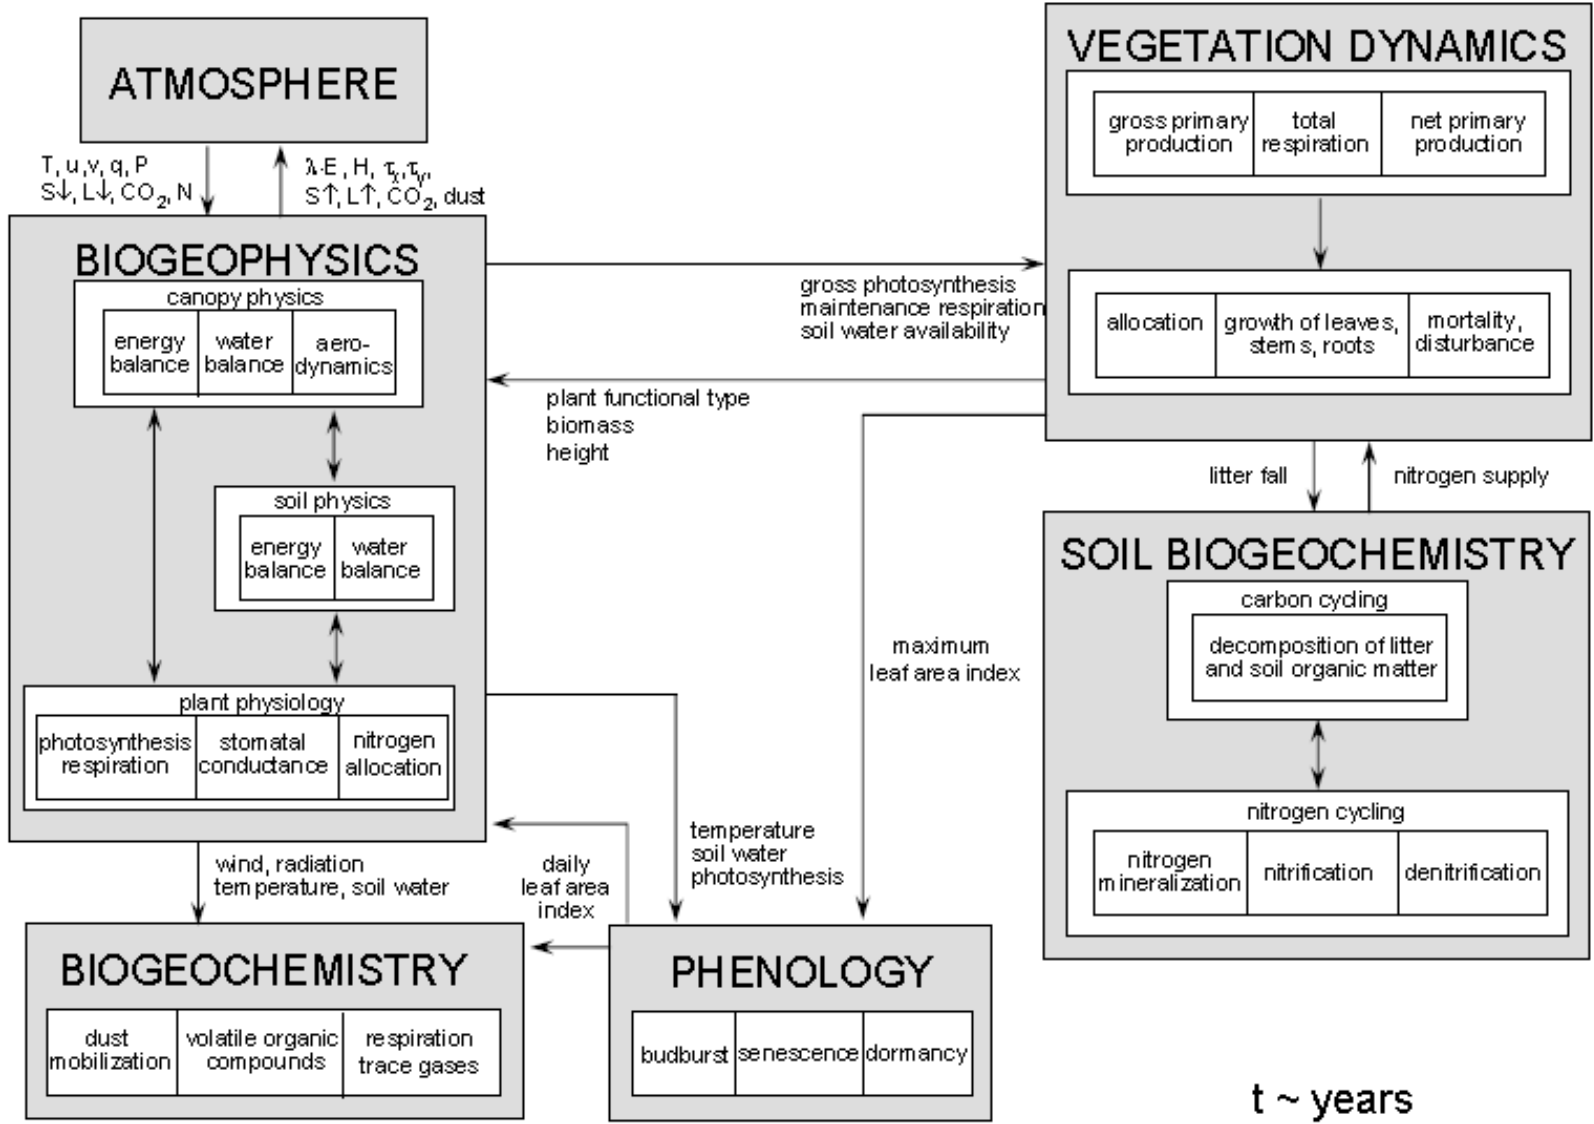 ATMOSPHERE
T, u,v, q, P
S↓, L↓, CO2, N
λ·E, H, τx,τy,
S↑, L↑, CO2, dust
BIOGEOPHYSICS
canopy physics
energy
balance
water
balance
aero-
dynamics
soil physics
energy
balance
water
balance
plant physiology
photosynthesis
respiration
stomatal
conductance
nitrogen
allocation
gross photosynthesis
maintenance respiration
soil water availability
plant functional type
biomass
height
VEGETATION DYNAMICS
gross primary
production
total
respiration
net primary
production
allocation
growth of leaves,
stems, roots
mortality,
disturbance
litter fall
nitrogen supply
SOIL BIOGEOCHEMISTRY
carbon cycling
decomposition of litter
and soil organic matter
nitrogen cycling
nitrogen
mineralization
nitrification
denitrification
maximum
leaf area index
temperature
soil water
photosynthesis
daily
leaf area
index
wind, radiation
temperature, soil water
BIOGEOCHEMISTRY
dust
mobilization
volatile organic
compounds
respiration
trace gases
PHENOLOGY
budburst
senescence
dormancy
t ~ years